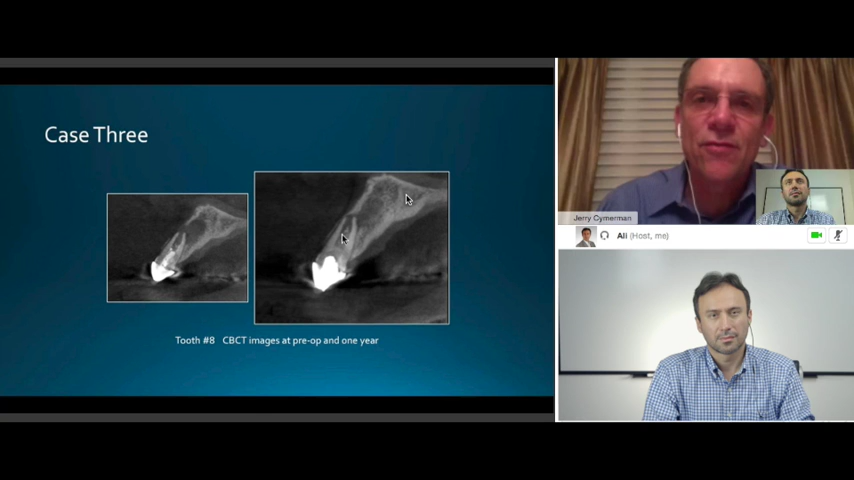 Case Three
Tooth #8 CBCT images at pre-op and one year
Jerry Cymerman
Ali (Host, me)